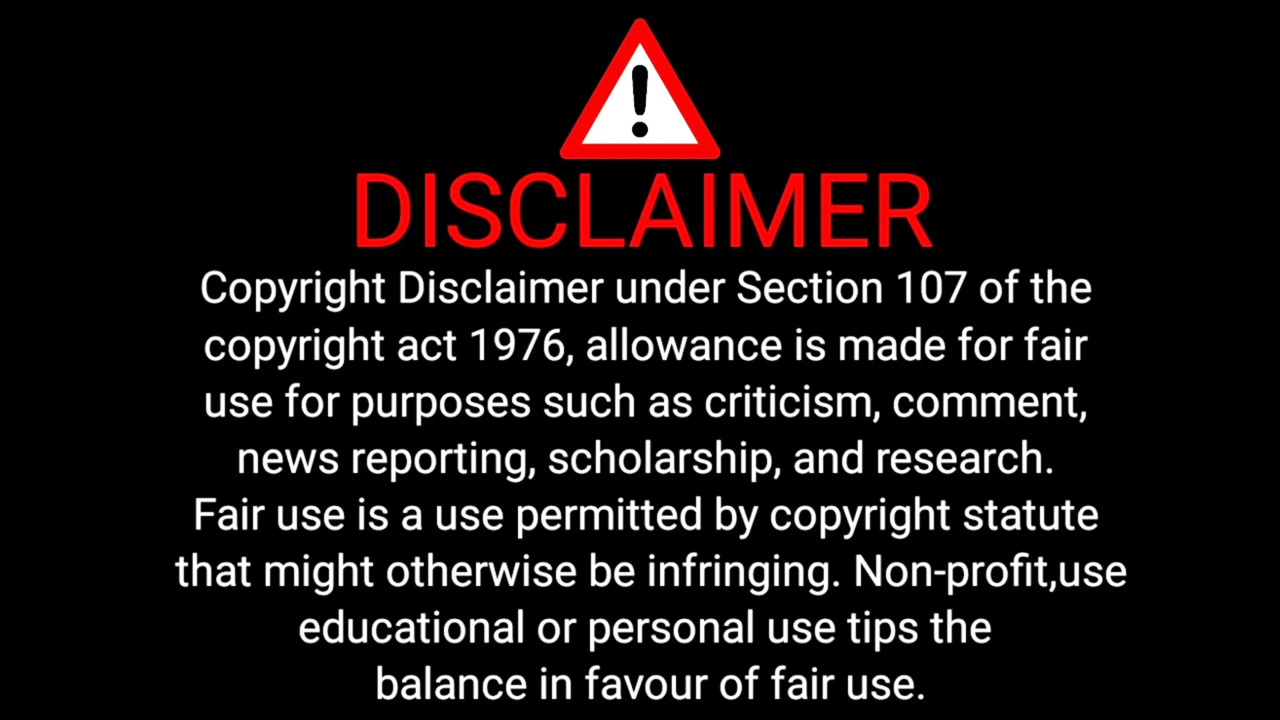 DISCLAIMER
Copyright Disclaimer under Section 107 of the
copyright act 1976, allowance is made for fair
use for purposes such as criticism, comment,
news reporting, scholarship, and research.
Fair use is a use permitted by copyright statute
that might otherwise be infringing. Non-profit,use
educational or personal use tips the
balance in favour of fair use.